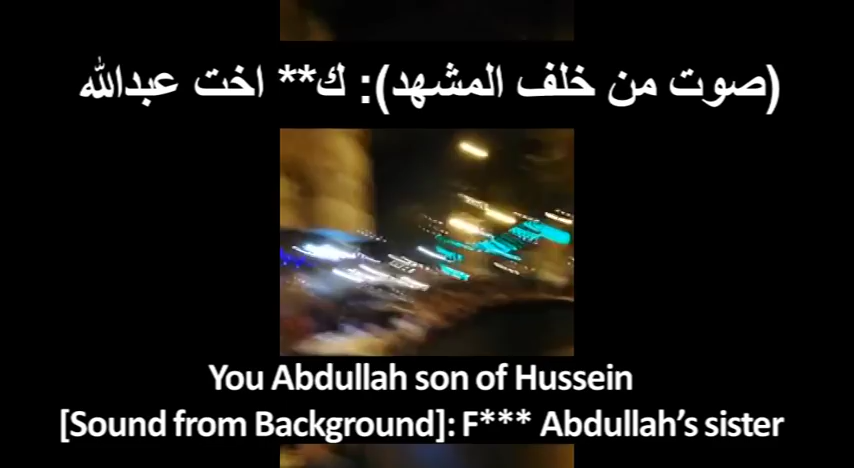 (صوت من خلف المشهد): ك** اخت عبدالله
You Abdullah son of Hussein
[Sound from Background]: F*** Abdullah's sister